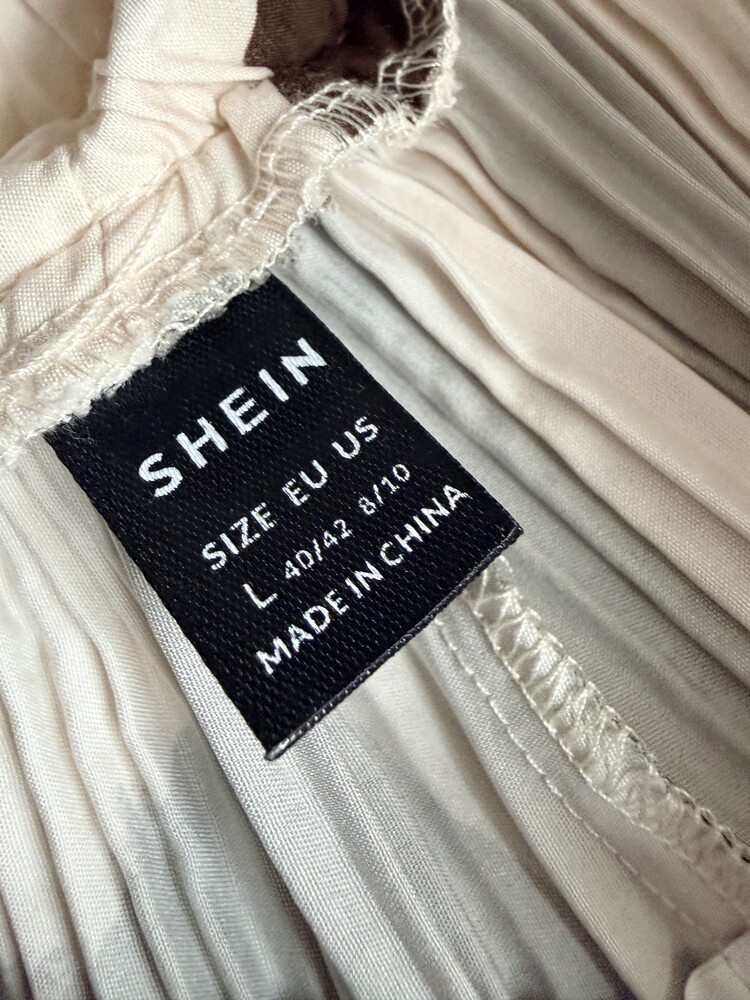 SHEIN
SIZE EU US
L 40/42 8/10
MADE IN CHINA